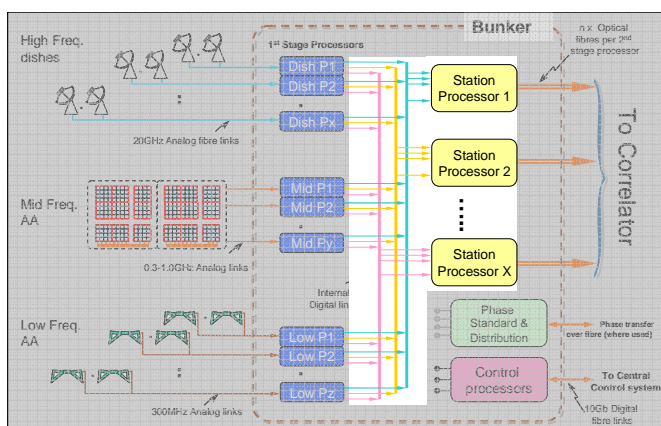 Bunker
n x Optical
fibres per 2nd
stage processor
High Freq.
dishes
1st Stage Processors
Dish P1
Dish P2
Dish Px
Station
Processor 1
20GHz Analog fibre links
To Correlator
Mid Freq.
AA
Mid P1
Mid P2
Mid Py
Station
Processor 2
0.3-1.0GHz Analog links
Station
Processor X
Internal
Digital lin
Low Freq.
AA
Low P1
Low P2
Low Pz
300MHz Analog links
Phase
Standard &
Distribution
Phase transfer
over fibre (where used)
Control
processors
To Central
Control system
10Gb Digital
fibre links